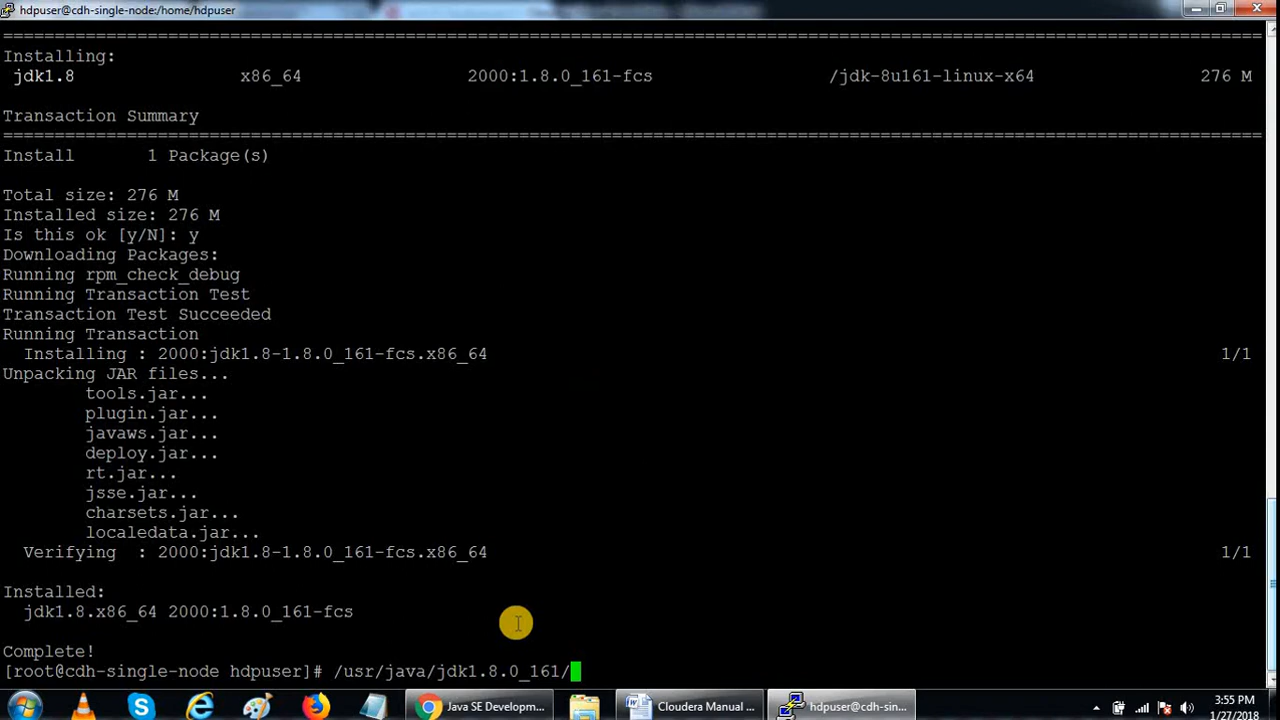 hdpuser@cdh-single-node:/home/hdpuser
================================================================================
Installing:
jdk1.8 x86_64 2000:1.8.0_161-fcs /jdk-8u161-linux-x64 276 M
Transaction Summary
================================================================================
Install 1 Package(s)
Total size: 276 M
Installed size: 276 M
Is this ok [y/N]: y
Downloading Packages:
Running rpm_check_debug
Running Transaction Test
Transaction Test Succeeded
Running Transaction
Installing : 2000:jdk1.8-1.8.0_161-fcs.x86_64 1/1
Unpacking JAR files...
tools.jar...
plugin.jar...
javaws.jar...
deploy.jar...
rt.jar...
jsse.jar...
charsets.jar...
localedata.jar...
Verifying : 2000:jdk1.8-1.8.0_161-fcs.x86_64 1/1
Installed:
jdk1.8.x86_64 2000:1.8.0_161-fcs
Complete!
[root@cdh-single-node hdpuser]# /usr/java/jdk1.8.0_161/
Java SE Developm... Cloudera Manual ... hdpuser@cdh-sin... 3:55 PM
1/27/2018